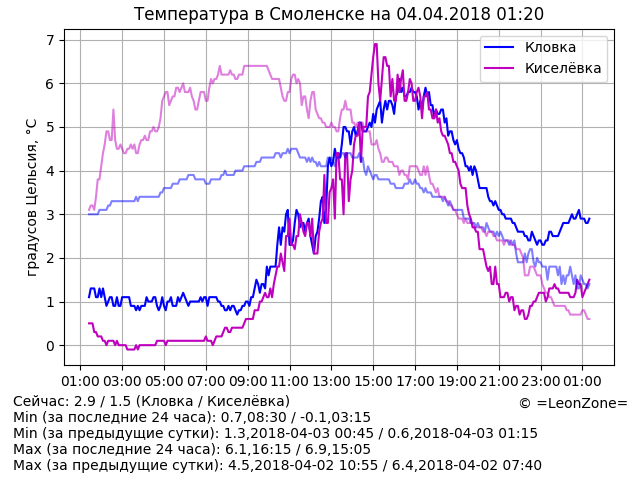 Температура в Смоленске на 04.04.2018 01:20
Кловка
Киселёвка
градусов Цельсия, °C
7
6
5
4
3
2
1
0
01:00 03:00 05:00 07:00 09:00 11:00 13:00 15:00 17:00 19:00 21:00 23:00 01:00
Сейчас: 2.9 / 1.5 (Кловка / Киселёвка)
© =LeonZone=
Min (за последние 24 часа): 0.7,08:30 / -0.1,03:15
Min (за предыдущие сутки): 1.3,2018-04-03 00:45 / 0.6,2018-04-03 01:15
Max (за последние 24 часа): 6.1,16:15 / 6.9,15:05
Max (за предыдущие сутки): 4.5,2018-04-02 10:55 / 6.4,2018-04-02 07:40